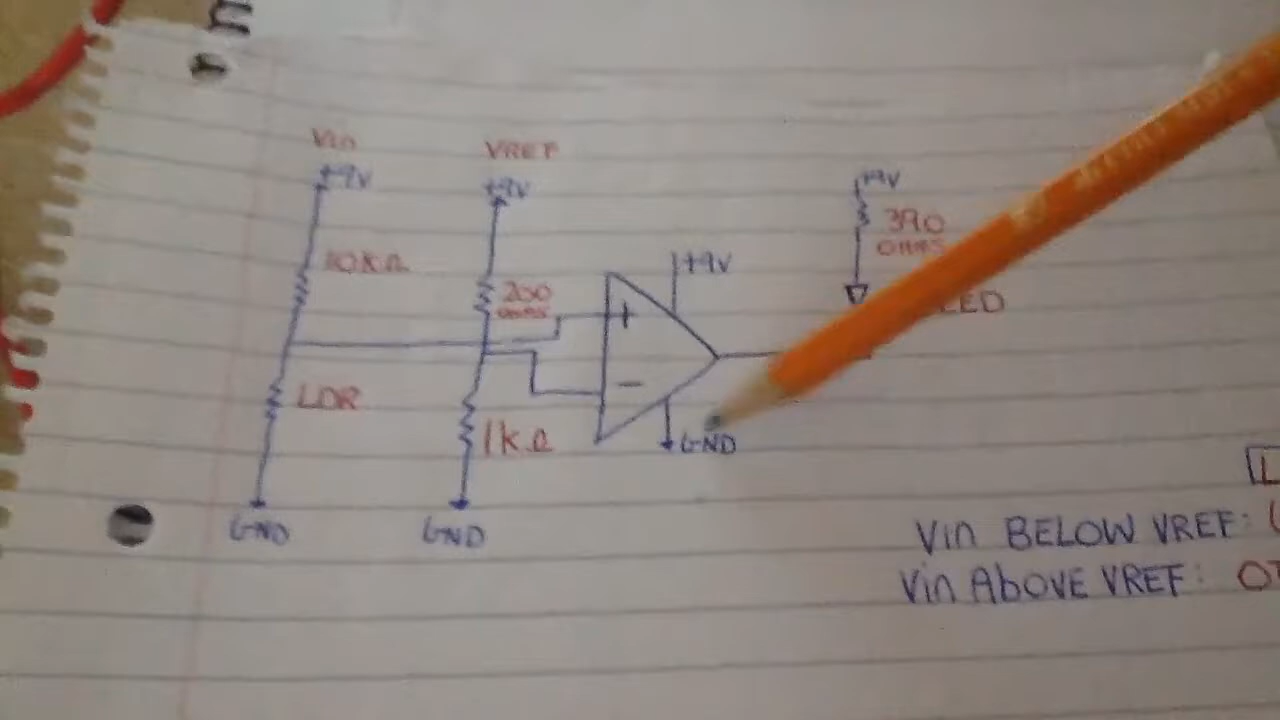 Vin
VREF
+9V
+9V
+9V
390
OHMS
LED
10KΩ
200
OHMS
+9V
+
-
LDR
1kΩ
GND
GND
GND
Vin BELOW VREF:
Vin Above VREF: